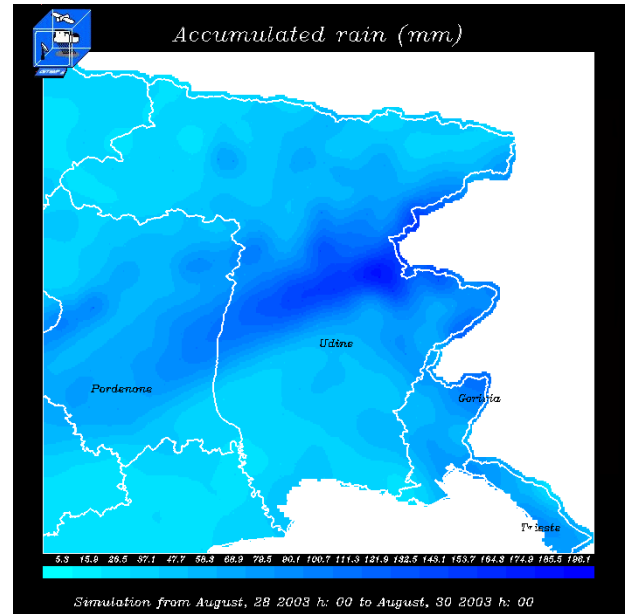 Accumulated rain (mm)
Udine
Pordenone
Gorizia
Trieste
5.3 15.9 26.5 37.1 47.7 58.3 68.9 79.5 90.1 100.7 111.3 121.9 132.5 143.1 153.7 164.3 174.9 185.5 196.1
Simulation from August, 28 2003 h: 00 to August, 30 2003 h: 00